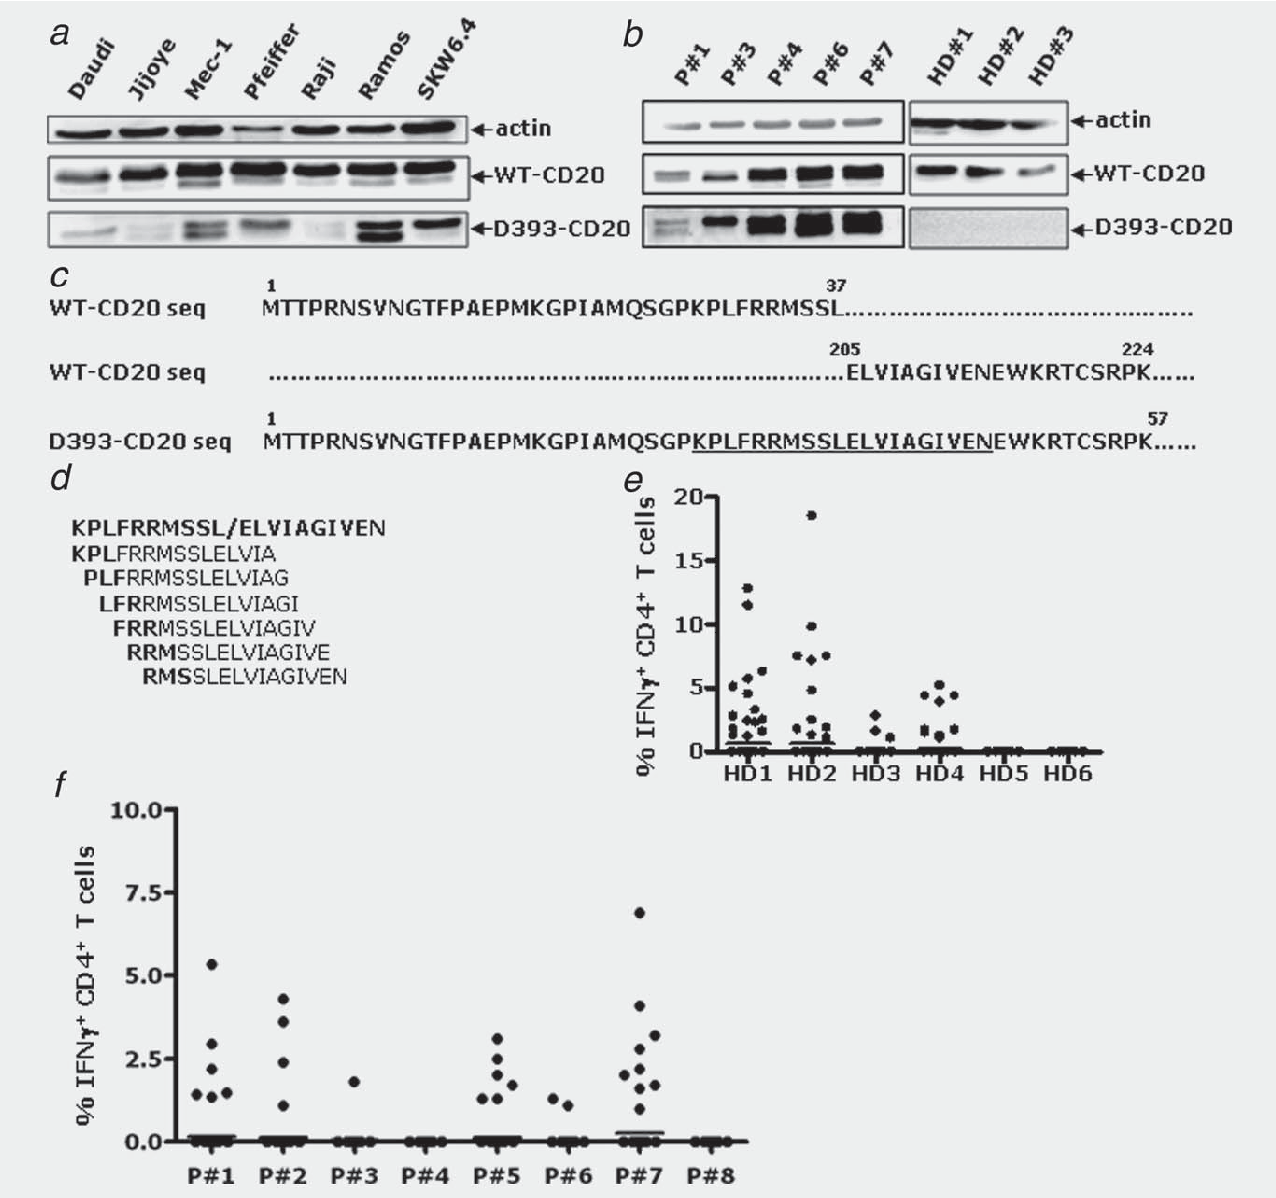 a
Daudi Jijoye Mec-1 Pfeiffer Raji Ramos SKW6.4
←actin
←WT-CD20
←D393-CD20
b
P#1 P#3 P#4 P#6 P#7 HD#1 HD#2 HD#3
←actin
←WT-CD20
←D393-CD20
c
1 37
WT-CD20 seq MTTPRNSVNGTFPAEPMKGPIAMQSGPKPLFRRMSSL...............................................
205 224
WT-CD20 seq ..............................................................................ELVIAGIVENEWKRTCSRPK......
1 57
D393-CD20 seq MTTPRNSVNGTFPAEPMKGPIAMQSGPKPLFRRMSSLELVIAGIVENEWKRTCSRPK......
d
KPLFRRMSSL/ELVIAGIVEN
KPLFRRMSSLELVIA
PLFRRMSSLELVIAG
LFRRMSSLELVIAGI
FRRMSSLELVIAGIV
RRMSSLELVIAGIVE
RMSSLELVIAGIVEN
e
% IFNγ+ CD4+ T cells
20
15
10
5
0
HD1 HD2 HD3 HD4 HD5 HD6
f
% IFNγ+ CD4+ T cells
10.0
7.5
5.0
2.5
0.0
P#1 P#2 P#3 P#4 P#5 P#6 P#7 P#8